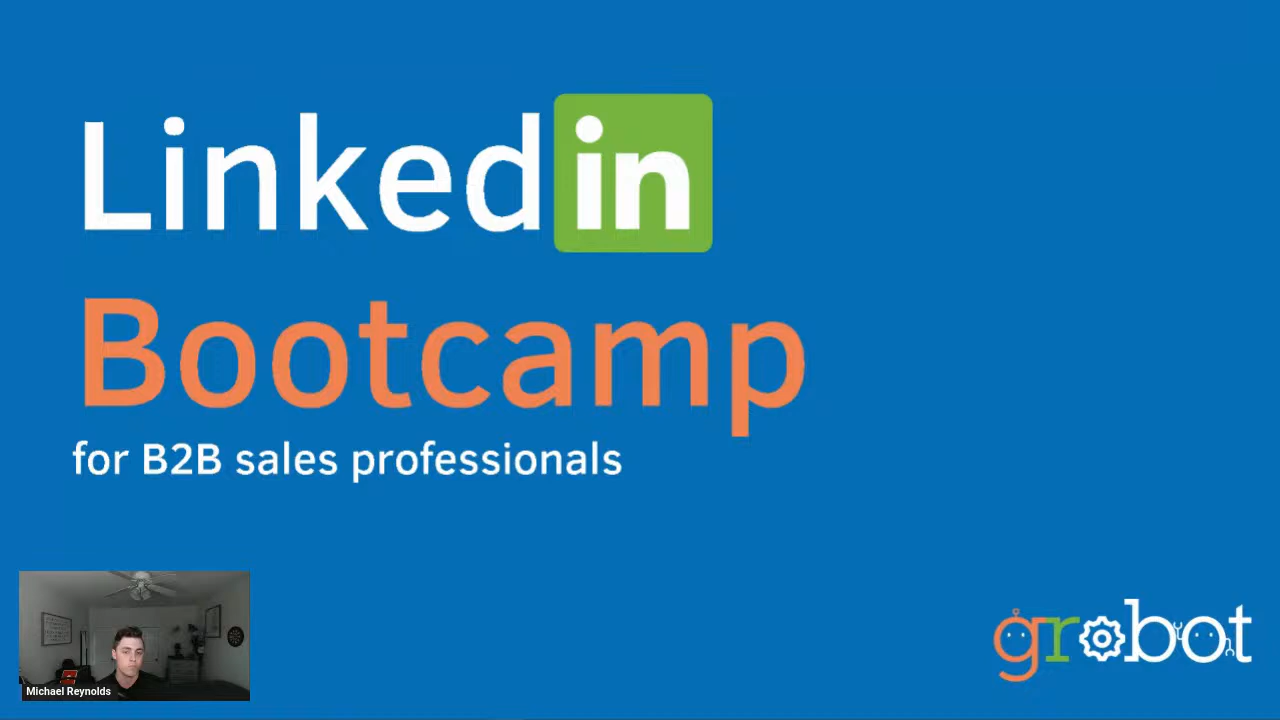 Linkedin
Bootcamp
for B2B sales professionals
Michael Reynolds
grobot